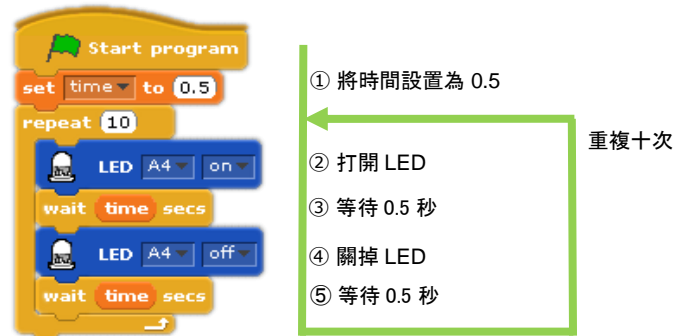 Start program
set time to 0.5
repeat 10
LED A4 on
wait time secs
LED A4 off
wait time secs
① 將時間設置為 0.5
重複十次
② 打開 LED
③ 等待 0.5 秒
④ 關掉 LED
⑤ 等待 0.5 秒